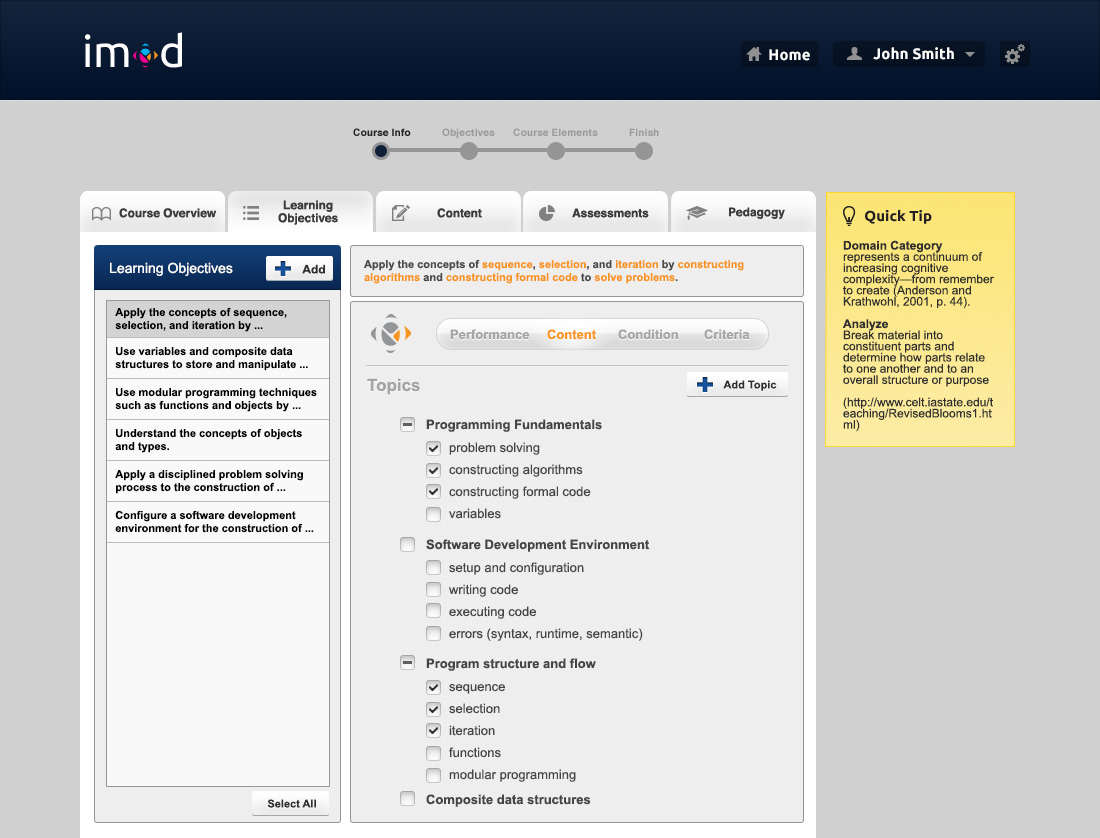 imod
Home
John Smith
Course Info
Objectives
Course Elements
Finish
Course Overview
Learning
Objectives
Content
Assessments
Pedagogy
Learning Objectives
Add
Apply the concepts of sequence,
selection, and iteration by ...
Use variables and composite data
structures to store and manipulate ...
Use modular programming techniques
such as functions and objects by ...
Understand the concepts of objects
and types.
Apply a disciplined problem solving
process to the construction of ...
Configure a software development
environment for the construction of ...
Select All
Apply the concepts of sequence, selection, and iteration by constructing
algorithms and constructing formal code to solve problems.
Performance
Content
Condition
Criteria
Topics
Add Topic
Programming Fundamentals
problem solving
constructing algorithms
constructing formal code
variables
Software Development Environment
setup and configuration
writing code
executing code
errors (syntax, runtime, semantic)
Program structure and flow
sequence
selection
iteration
functions
modular programming
Composite data structures
Quick Tip
Domain Category
represents a continuum of
increasing cognitive
complexity—from remember
to create (Anderson and
Krathwohl, 2001, p. 44).
Analyze
Break material into
constituent parts and
determine how parts relate
to one another and to an
overall structure or purpose
(http://www.celt.iastate.edu/t
eaching/RevisedBlooms1.ht
ml)